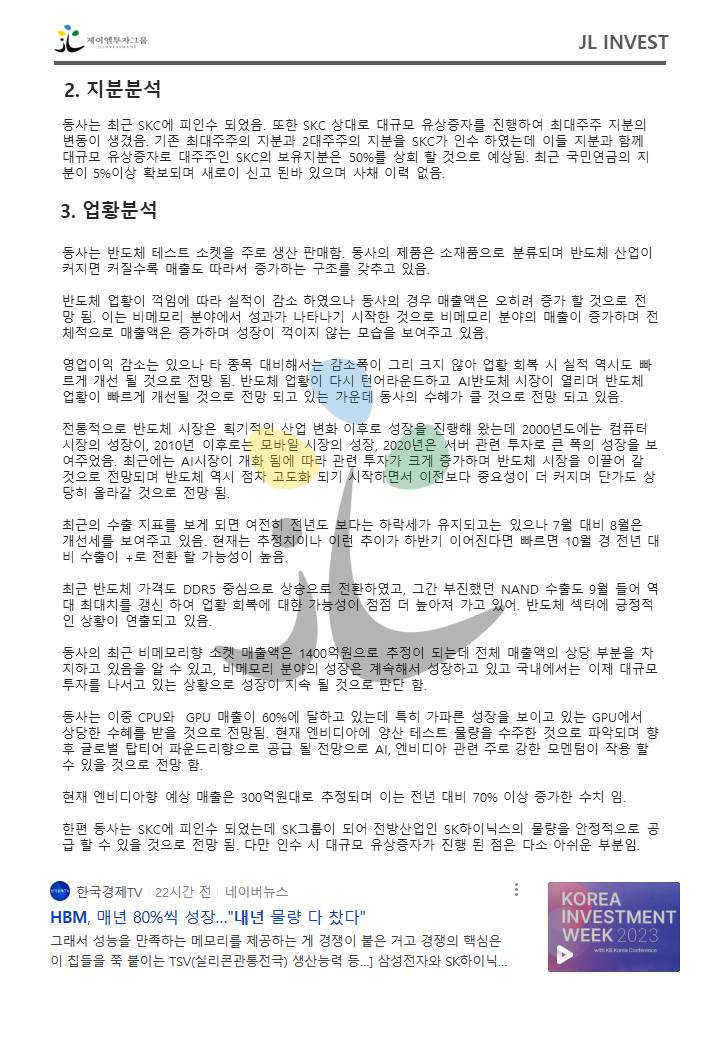 제이엘투자그룹
JLINVESTMENT
JL INVEST
2. 지분분석
동사는 최근 SKC에 피인수 되었음. 또한 SKC 상대로 대규모 유상증자를 진행하여 최대주주 지분의
변동이 생겼음. 기존 최대주주의 지분과 2대주주의 지분을 SKC가 인수 하였는데 이들 지분과 함께
대규모 유상증자로 대주주인 SKC의 보유지분은 50%를 상회 할 것으로 예상됨. 최근 국민연금의 지
분이 5%이상 확보되며 새로이 신고 된바 있으며 사채 이력 없음.
3. 업황분석
동사는 반도체 테스트 소켓을 주로 생산 판매함. 동사의 제품은 소재품으로 분류되며 반도체 산업이
커지면 커질수록 매출도 따라서 증가하는 구조를 갖추고 있음.
반도체 업황이 꺽임에 따라 실적이 감소 하였으나 동사의 경우 매출액은 오히려 증가 할 것으로 전
망 됨. 이는 비메모리 분야에서 성과가 나타나기 시작한 것으로 비메모리 분야의 매출이 증가하며 전
체적으로 매출액은 증가하며 성장이 꺽이지 않는 모습을 보여주고 있음.
영업이익 감소는 있으나 타 종목 대비해서는 감소폭이 그리 크지 않아 업황 회복 시 실적 역시도 빠
르게 개선 될 것으로 전망 됨. 반도체 업황이 다시 턴어라운드하고 AI반도체 시장이 열리며 반도체
업황이 빠르게 개선될 것으로 전망 되고 있는 가운데 동사의 수혜가 클 것으로 전망 되고 있음.
전통적으로 반도체 시장은 획기적인 산업 변화 이후로 성장을 진행해 왔는데 2000년도에는 컴퓨터
시장의 성장이, 2010년 이후로는 모바일 시장의 성장, 2020년은 서버 관련 투자로 큰 폭의 성장을 보
여주었음. 최근에는 AI시장이 개화 됨에 따라 관련 투자가 크게 증가하며 반도체 시장을 이끌어 갈
것으로 전망되며 반도체 역시 점차 고도화 되기 시작하면서 이전보다 중요성이 더 커지며 단가도 상
당히 올라갈 것으로 전망 됨.
최근의 수출 지표를 보게 되면 여전히 전년도 보다는 하락세가 유지되고는 있으나 7월 대비 8월은
개선세를 보여주고 있음. 현재는 추정치이나 이런 추이가 하반기 이어진다면 빠르면 10월 경 전년 대
비 수출이 +로 전환 할 가능성이 높음.
최근 반도체 가격도 DDR5 중심으로 상승으로 전환하였고, 그간 부진했던 NAND 수출도 9월 들어 역
대 최대치를 갱신 하여 업황 회복에 대한 가능성이 점점 더 높아져 가고 있어. 반도체 섹터에 긍정적
인 상황이 연출되고 있음.
동사의 최근 비메모리향 소켓 매출액은 1400억원으로 추정이 되는데 전체 매출액의 상당 부분을 차
지하고 있음을 알 수 있고, 비메모리 분야의 성장은 계속해서 성장하고 있고 국내에서는 이제 대규모
투자를 나서고 있는 상황으로 성장이 지속 될 것으로 판단 함.
동사는 이중 CPU와 GPU 매출이 60%에 달하고 있는데 특히 가파른 성장을 보이고 있는 GPU에서
상당한 수혜를 받을 것으로 전망됨. 현재 엔비디아에 양산 테스트 물량을 수주한 것으로 파악되며 향
후 글로벌 탑티어 파운드리향으로 공급 될 전망으로 AI, 엔비디아 관련 주로 강한 모멘텀이 작용 할
수 있을 것으로 전망 함.
현재 엔비디아향 예상 매출은 300억원대로 추정되며 이는 전년 대비 70% 이상 증가한 수치 임.
한편 동사는 SKC에 피인수 되었는데 SK그룹이 되어 전방산업인 SK하이닉스의 물량을 안정적으로 공
급 할 수 있을 것으로 전망 됨. 다만 인수 시 대규모 유상증자가 진행 된 점은 다소 아쉬운 부분임.
한국경제TV 22시간 전 네이버뉴스
HBM, 매년 80%씩 성장..."내년 물량 다 찼다"
그래서 성능을 만족하는 메모리를 제공하는 게 경쟁이 붙은 거고 경쟁의 핵심은
이 칩들을 쭉 붙이는 TSV(실리콘관통전극) 생산능력 등...] 삼성전자와 SK하이닉...
KOREA
INVESTMENT
WEEK 2023
with KB Korea Conference